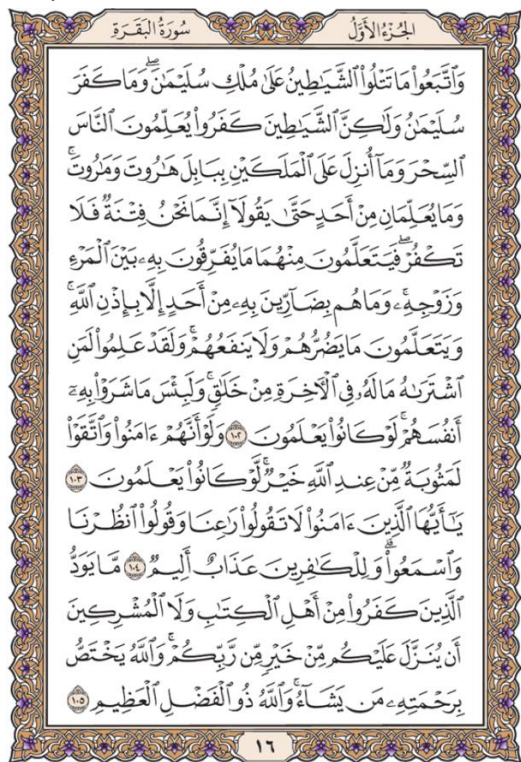 الجُزْءُ الأَوَّلُ سُورَةُ البَقَرَةِ
وَٱتَّبَعُوا۟ مَا تَتْلُوا۟ ٱلشَّيَـٰطِينُ عَلَىٰ مُلْكِ سُلَيْمَـٰنَ ۖ وَمَا كَفَرَ
سُلَيْمَـٰنُ وَلَـٰكِنَّ ٱلشَّيَـٰطِينَ كَفَرُوا۟ يُعَلِّمُونَ ٱلنَّاسَ
ٱلسِّحْرَ وَمَآ أُنزِلَ عَلَى ٱلْمَلَكَيْنِ بِبَابِلَ هَـٰرُوتَ وَمَـٰرُوتَ ۚ
وَمَا يُعَلِّمَانِ مِنْ أَحَدٍ حَتَّىٰ يَقُولَآ إِنَّمَا نَحْنُ فِتْنَةٌ فَلَا
تَكْفُرْ ۖ فَيَتَعَلَّمُونَ مِنْهُمَا مَا يُفَرِّقُونَ بِهِۦ بَيْنَ ٱلْمَرْءِ
وَزَوْجِهِۦ ۚ وَمَا هُم بِضَآرِّينَ بِهِۦ مِنْ أَحَدٍ إِلَّا بِإِذْنِ ٱللَّهِ ۚ
وَيَتَعَلَّمُونَ مَا يَضُرُّهُمْ وَلَا يَنفَعُهُمْ ۚ وَلَقَدْ عَلِمُوا۟ لَمَنِ
ٱشْتَرَىٰهُ مَا لَهُۥ فِى ٱلْـَٔاخِرَةِ مِنْ خَلَـٰقٍ ۚ وَلَبِئْسَ مَا شَرَوْا۟ بِهِۦٓ
أَنفُسَهُمْ ۚ لَوْ كَانُوا۟ يَعْلَمُونَ ١٠٢ وَلَوْ أَنَّهُمْ ءَامَنُوا۟ وَٱتَّقَوْا۟
لَمَثُوبَةٌ مِّنْ عِندِ ٱللَّهِ خَيْرٌ ۖ لَّوْ كَانُوا۟ يَعْلَمُونَ ١٠٣
يَـٰٓأَيُّهَا ٱلَّذِينَ ءَامَنُوا۟ لَا تَقُولُوا۟ رَٰعِنَا وَقُولُوا۟ ٱنظُرْنَا
وَٱسْمَعُوا۟ ۗ وَلِلْكَـٰفِرِينَ عَذَابٌ أَلِيمٌ ١٠٤ مَّا يَوَدُّ
ٱلَّذِينَ كَفَرُوا۟ مِنْ أَهْلِ ٱلْكِتَـٰبِ وَلَا ٱلْمُشْرِكِينَ
أَن يُنَزَّلَ عَلَيْكُم مِّنْ خَيْرٍ مِّن رَّبِّكُمْ ۗ وَٱللَّهُ يَخْتَصُّ
بِرَحْمَتِهِۦ مَن يَشَآءُ ۚ وَٱللَّهُ ذُو ٱلْفَضْلِ ٱلْعَظِيمِ ١٠٥
١٦